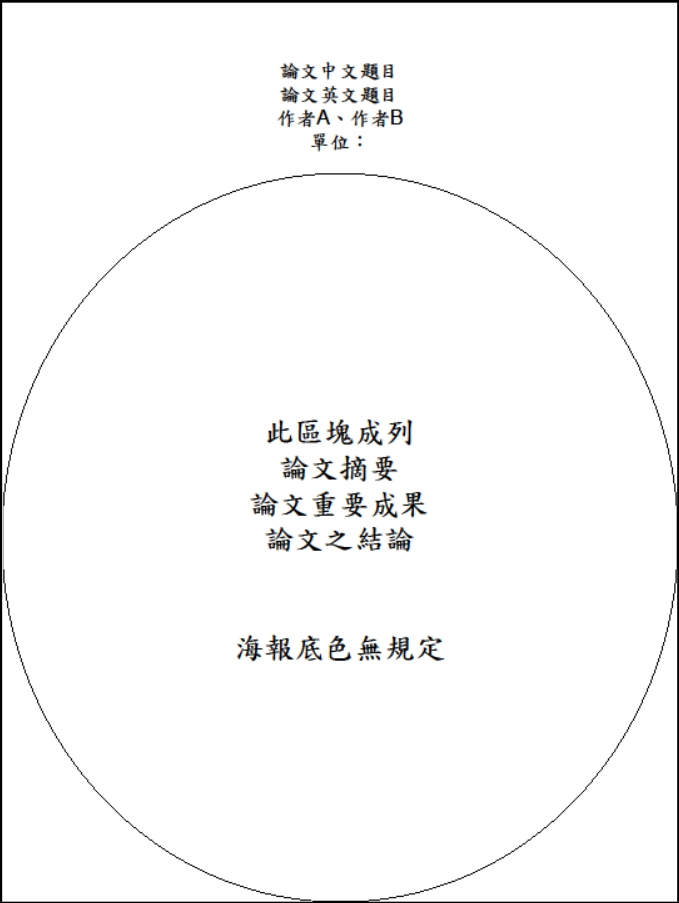 論文中文題目
論文英文題目
作者A、作者B
單位：
此區塊成列
論文摘要
論文重要成果
論文之結論
海報底色無規定